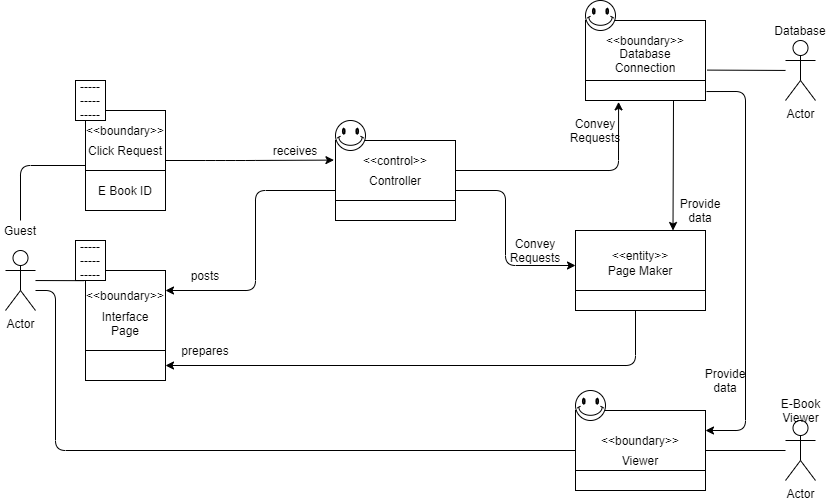 Database
<<boundary>>
Database
Connection
Actor
-----
-----
-----
<<boundary>>
Click Request
E Book ID
receives
<<control>>
Controller
Convey
Requests
Guest
Actor
-----
-----
-----
<<boundary>>
Interface
Page
posts
prepares
Convey
Requests
Provide
data
<<entity>>
Page Maker
Provide
data
<<boundary>>
Viewer
E-Book
Viewer
Actor